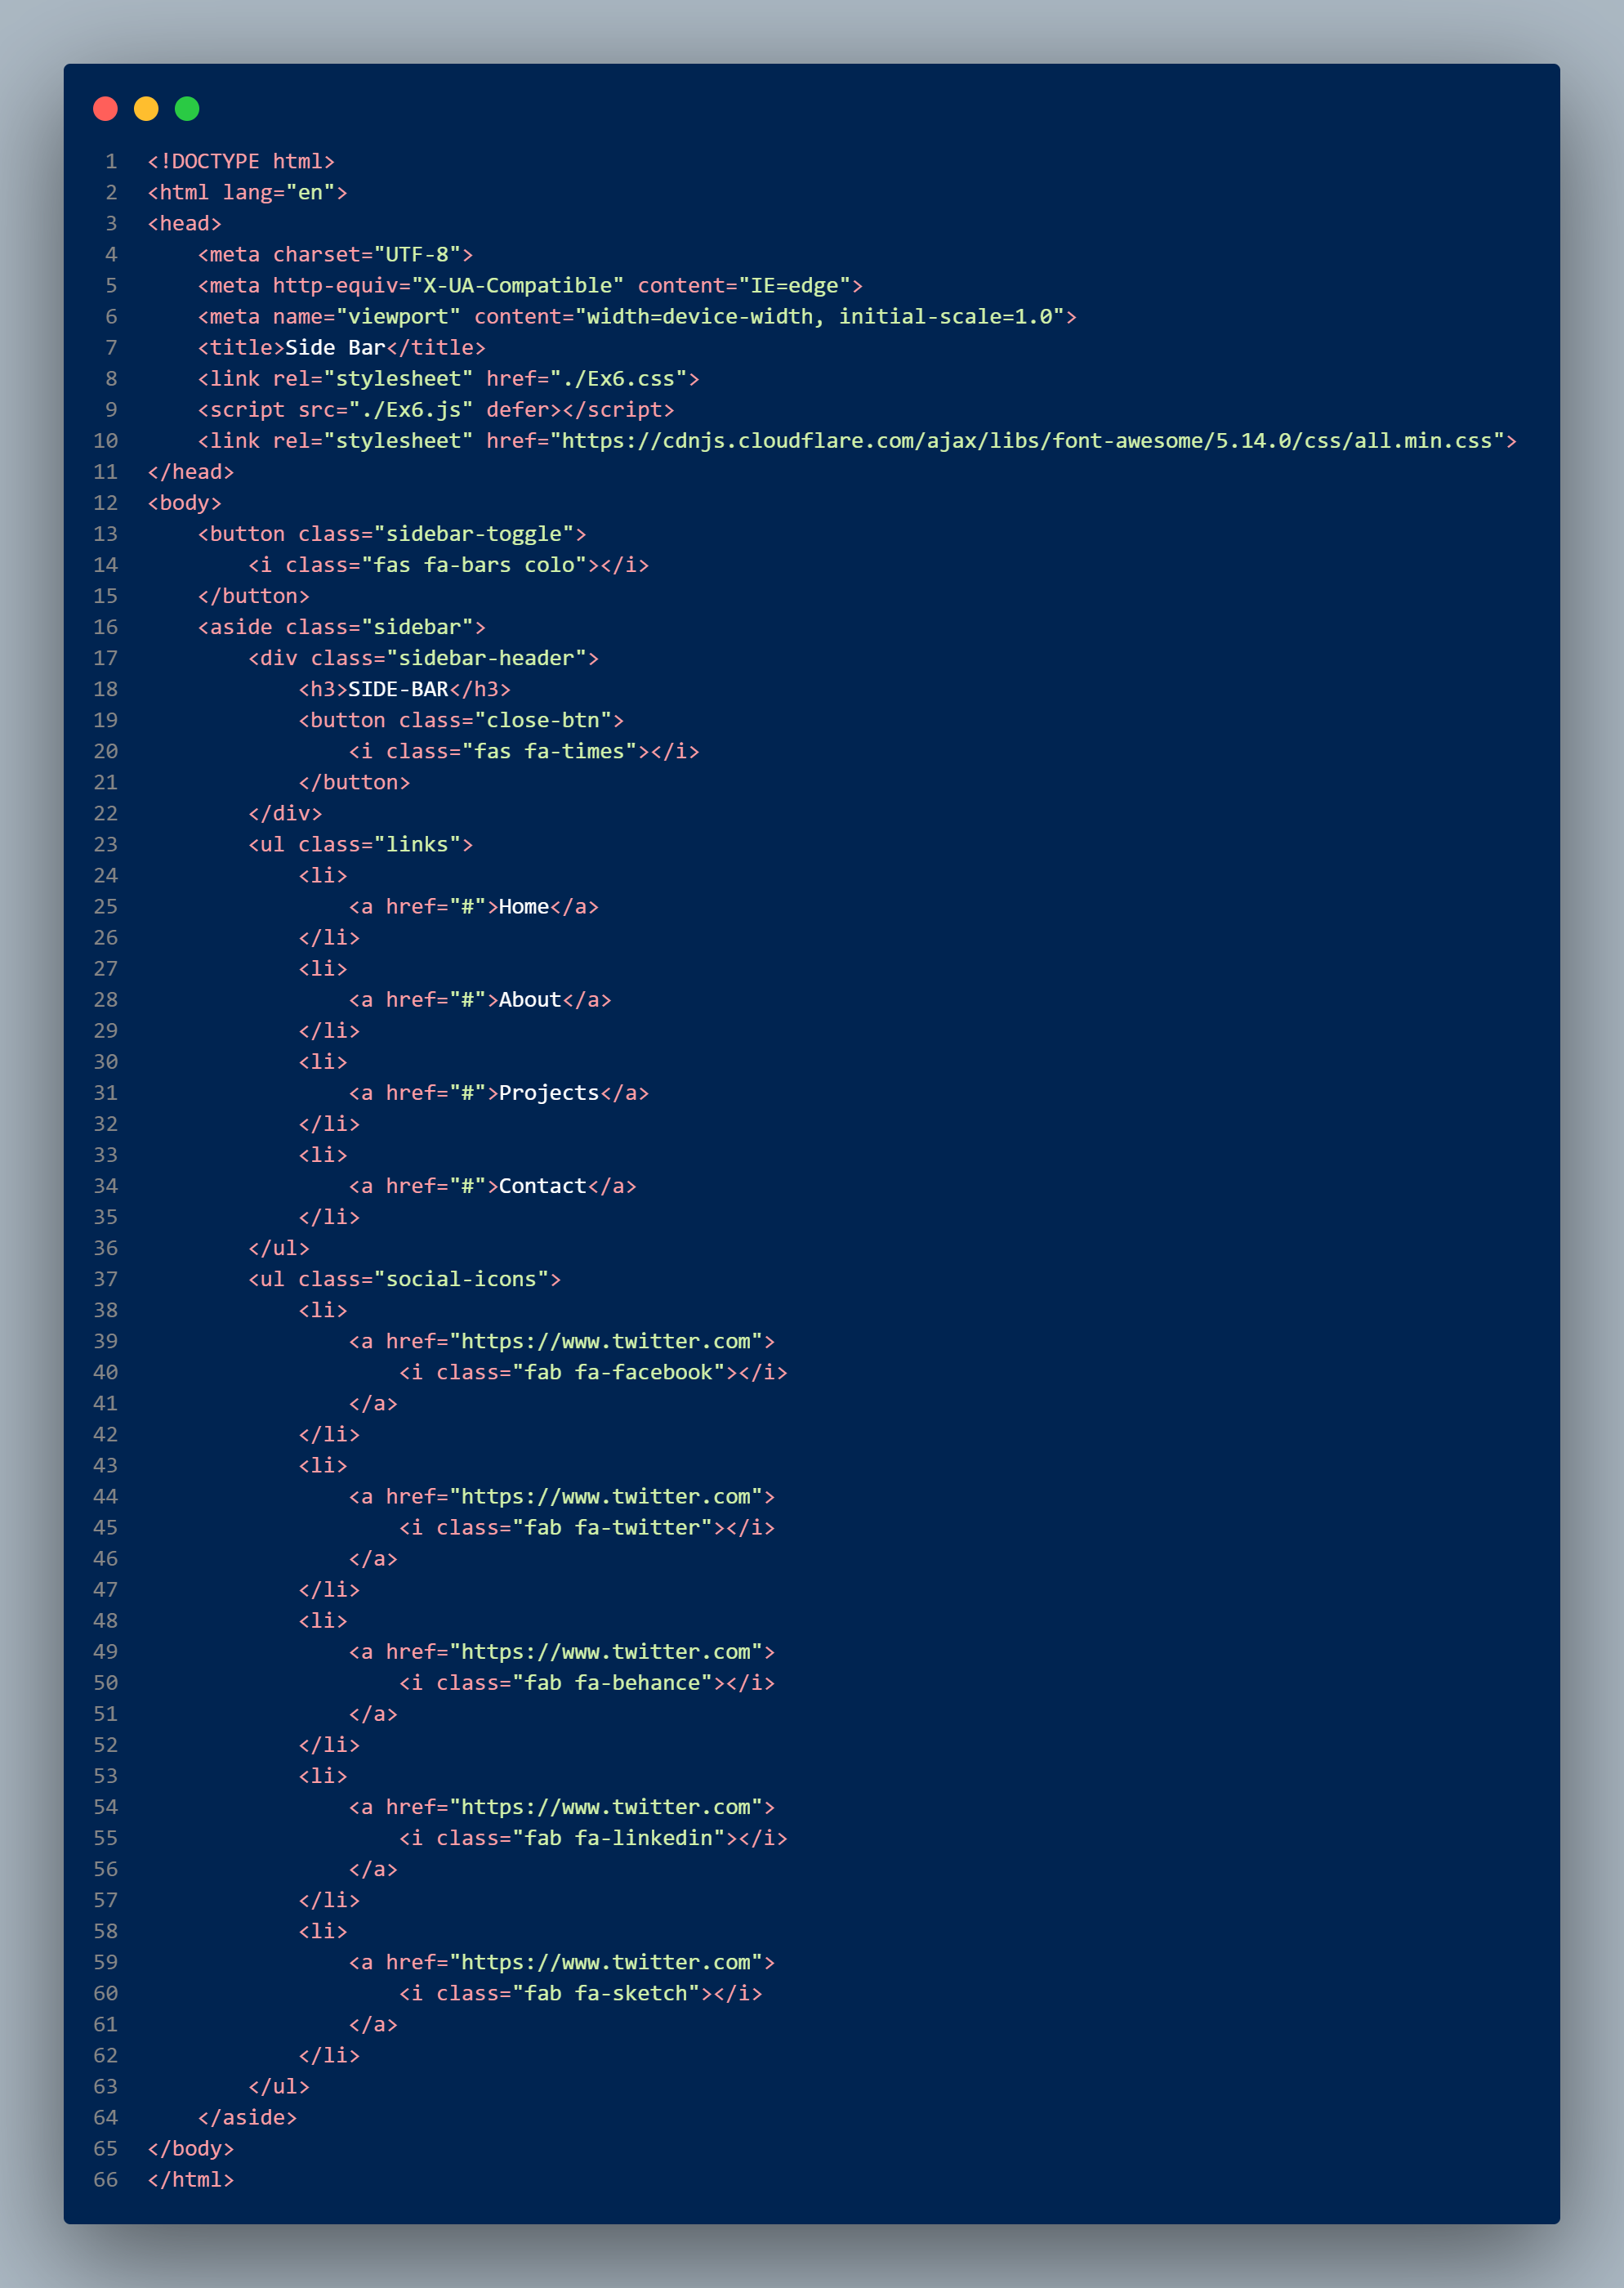 1 <!DOCTYPE html>
2 <html lang="en">
3 <head>
4     <meta charset="UTF-8">
5     <meta http-equiv="X-UA-Compatible" content="IE=edge">
6     <meta name="viewport" content="width=device-width, initial-scale=1.0">
7     <title>Side Bar</title>
8     <link rel="stylesheet" href="./Ex6.css">
9     <script src="./Ex6.js" defer></script>
10     <link rel="stylesheet" href="https://cdnjs.cloudflare.com/ajax/libs/font-awesome/5.14.0/css/all.min.css">
11 </head>
12 <body>
13     <button class="sidebar-toggle">
14         <i class="fas fa-bars colo"></i>
15     </button>
16     <aside class="sidebar">
17         <div class="sidebar-header">
18             <h3>SIDE-BAR</h3>
19             <button class="close-btn">
20                 <i class="fas fa-times"></i>
21             </button>
22         </div>
23         <ul class="links">
24             <li>
25                 <a href="#">Home</a>
26             </li>
27             <li>
28                 <a href="#">About</a>
29             </li>
30             <li>
31                 <a href="#">Projects</a>
32             </li>
33             <li>
34                 <a href="#">Contact</a>
35             </li>
36         </ul>
37         <ul class="social-icons">
38             <li>
39                 <a href="https://www.twitter.com">
40                     <i class="fab fa-facebook"></i>
41                 </a>
42             </li>
43             <li>
44                 <a href="https://www.twitter.com">
45                     <i class="fab fa-twitter"></i>
46                 </a>
47             </li>
48             <li>
49                 <a href="https://www.twitter.com">
50                     <i class="fab fa-behance"></i>
51                 </a>
52             </li>
53             <li>
54                 <a href="https://www.twitter.com">
55                     <i class="fab fa-linkedin"></i>
56                 </a>
57             </li>
58             <li>
59                 <a href="https://www.twitter.com">
60                     <i class="fab fa-sketch"></i>
61                 </a>
62             </li>
63         </ul>
64     </aside>
65 </body>
66 </html>